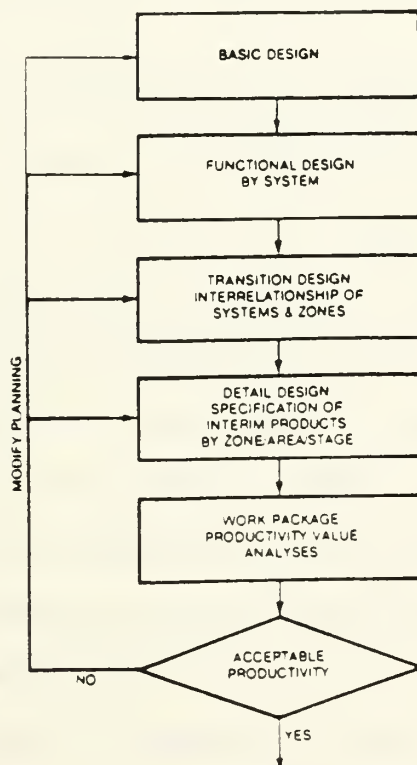 BASIC DESIGN
FUNCTIONAL DESIGN
BY SYSTEM
TRANSITION DESIGN
INTERRELATIONSHIP OF
SYSTEMS & ZONES
DETAIL DESIGN
SPECIFICATION OF
INTERIM PRODUCTS
BY ZONE/AREA/STAGE
WORK PACKAGE
PRODUCTIVITY VALUE
ANALYSES
ACCEPTABLE
PRODUCTIVITY
NO
YES
MODIFY PLANNING